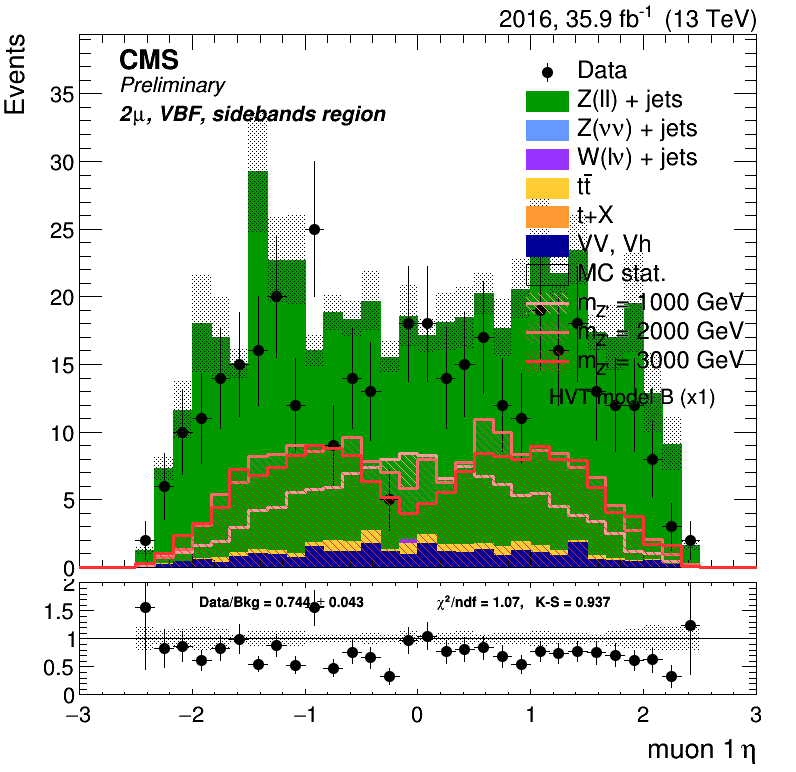 2016, 35.9 fb⁻¹ (13 TeV)
Events
CMS
Preliminary
2μ, VBF, sidebands region
Data
Z(ll) + jets
Z(νν) + jets
W(lν) + jets
tt̄
t+X
VV, Vh
MC stat.
m_Z' = 1000 GeV
m_Z' = 2000 GeV
m_Z' = 3000 GeV
HVT model B (x1)
35
30
25
20
15
10
5
0
Data/Bkg = 0.744 ± 0.043
χ²/ndf = 1.07, K-S = 0.937
2
1.5
1
0.5
0
−3 −2 −1 0 1 2 3
muon 1 η